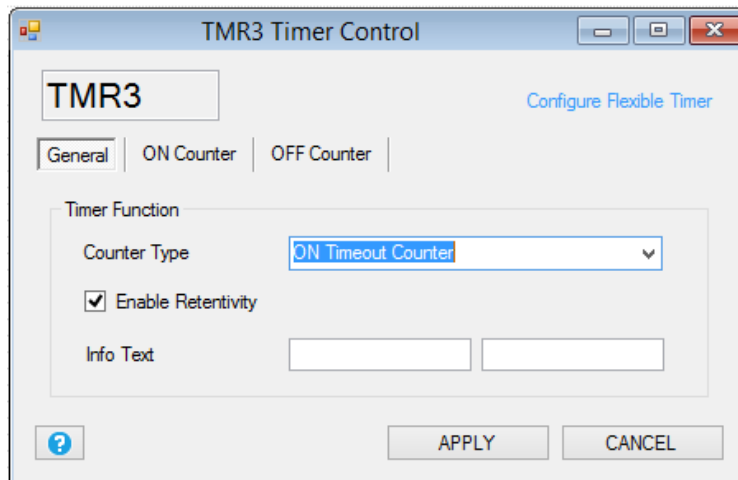 TMR3 Timer Control
TMR3
Configure Flexible Timer
General ON Counter OFF Counter
Timer Function
Counter Type ON Timeout Counter
Enable Retentivity
Info Text
? APPLY CANCEL